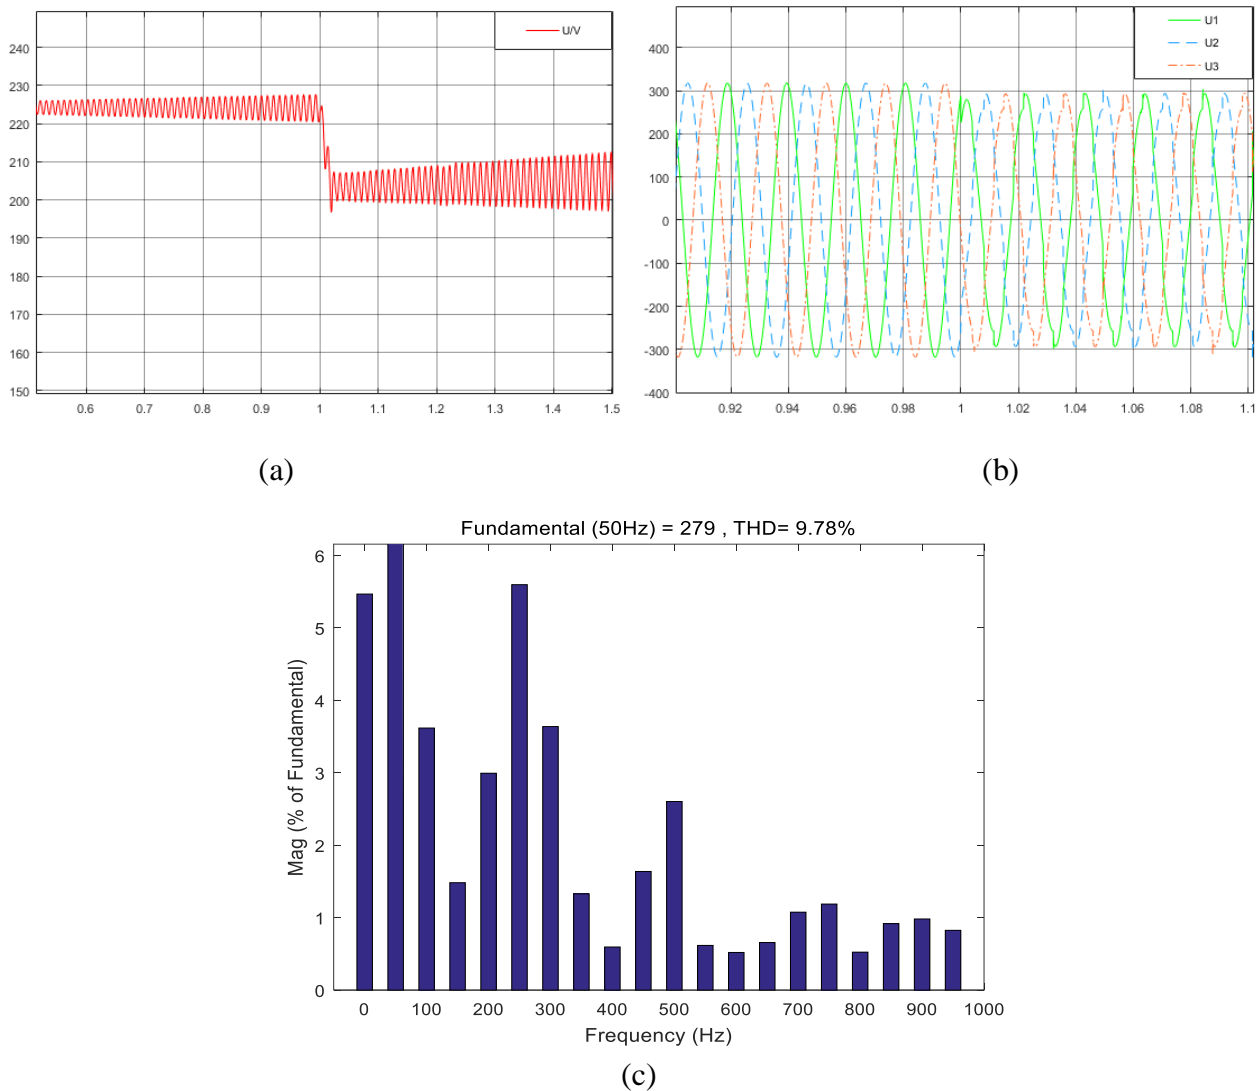 U/V
240
230
220
210
200
190
180
170
160
150
0.6 0.7 0.8 0.9 1 1.1 1.2 1.3 1.4 1.5
(a)
U1
U2
U3
400
300
200
100
0
-100
-200
-300
-400
0.92 0.94 0.96 0.98 1 1.02 1.04 1.06 1.08 1.1
(b)
Fundamental (50Hz) = 279 , THD= 9.78%
Mag (% of Fundamental)
6
5
4
3
2
1
0
0 100 200 300 400 500 600 700 800 900 1000
Frequency (Hz)
(c)